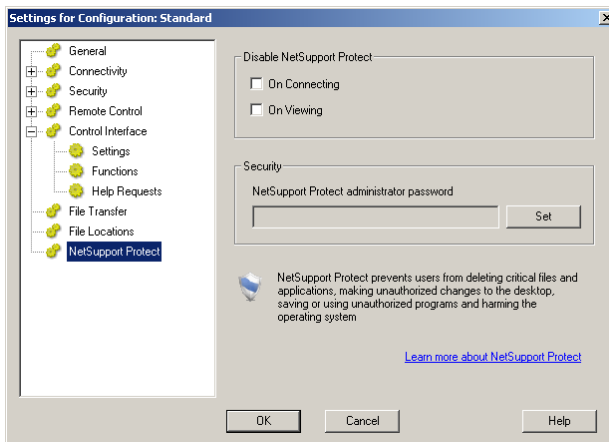 Settings for Configuration: Standard
General
Connectivity
Security
Remote Control
Control Interface
Settings
Functions
Help Requests
File Transfer
File Locations
NetSupport Protect
Disable NetSupport Protect
On Connecting
On Viewing
Security
NetSupport Protect administrator password
Set
NetSupport Protect prevents users from deleting critical files and
applications, making unauthorized changes to the desktop,
saving or using unauthorized programs and harming the
operating system
Learn more about NetSupport Protect
OK
Cancel
Help